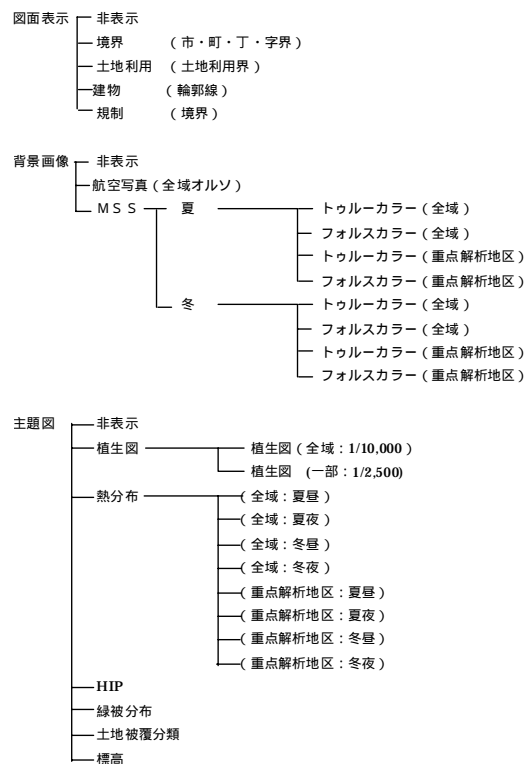 図面表示 非表示
境界 （市・町・丁・字界）
土地利用 （土地利用界）
建物 （輪郭線）
規制 （境界）
背景画像 非表示
航空写真（全域オルソ）
ＭＳＳ 夏 トゥルーカラー（全域）
フォルスカラー（全域）
トゥルーカラー（重点解析地区）
フォルスカラー（重点解析地区）
冬 トゥルーカラー（全域）
フォルスカラー（全域）
トゥルーカラー（重点解析地区）
フォルスカラー（重点解析地区）
主題図 非表示
植生図 植生図（全域：1/10,000）
植生図 (一部：1/2,500)
熱分布 （全域：夏昼）
（全域：夏夜）
（全域：冬昼）
（全域：冬夜）
（重点解析地区：夏昼）
（重点解析地区：夏夜）
（重点解析地区：冬昼）
（重点解析地区：冬夜）
HIP
緑被分布
土地被覆分類
標高